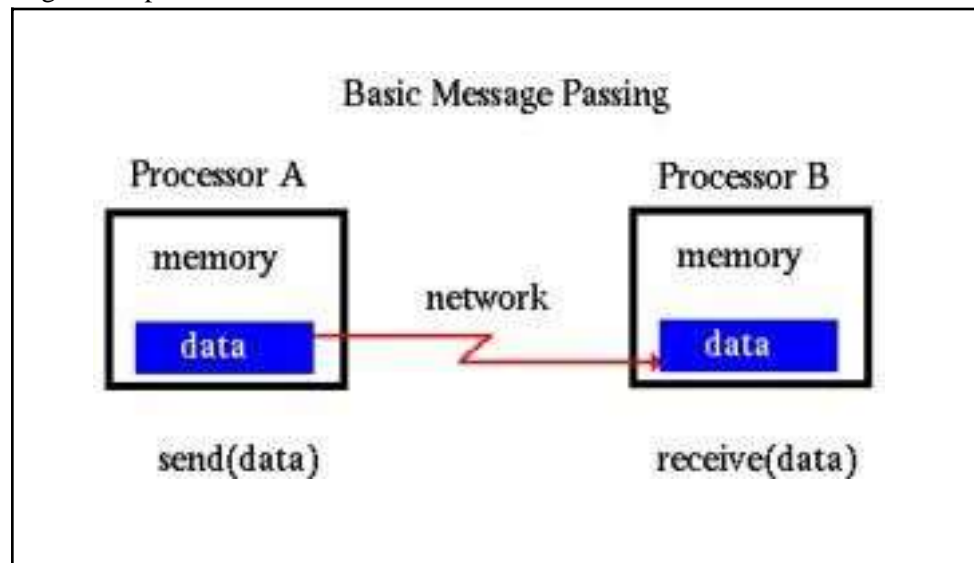 Basic Message Passing
Processor A
Processor B
memory
memory
network
data
data
send(data)
receive(data)